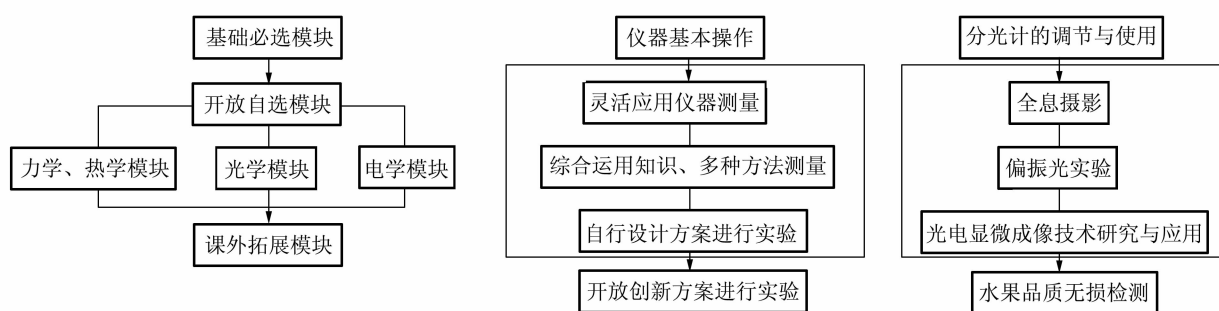 基础必选模块
开放自选模块
力学、热学模块
光学模块
电学模块
课外拓展模块
仪器基本操作
灵活应用仪器测量
综合运用知识、多种方法测量
自行设计方案进行实验
开放创新方案进行实验
分光计的调节与使用
全息摄影
偏振光实验
光电显微成像技术研究与应用
水果品质无损检测